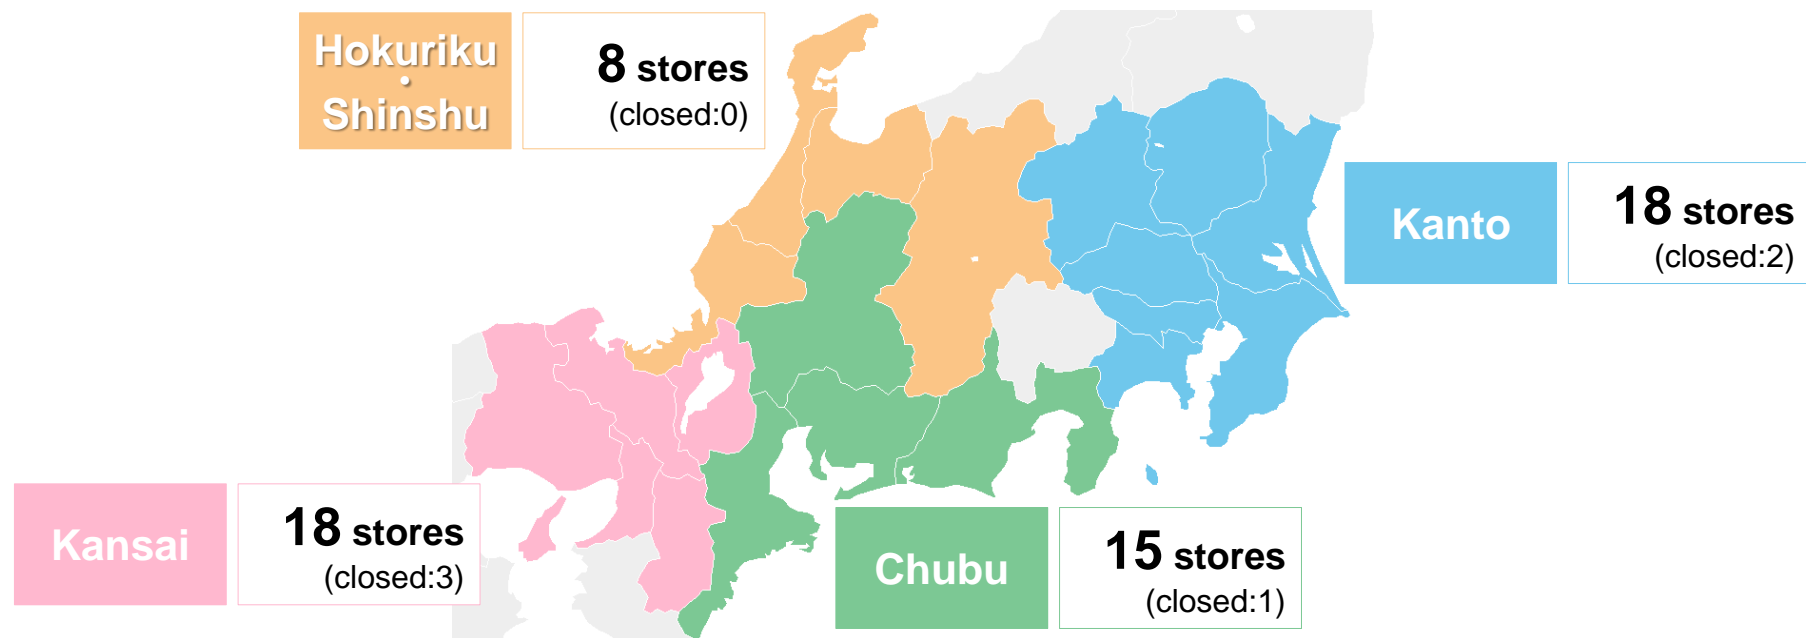 Hokuriku
・
Shinshu
8 stores
(closed:0)
Kanto
18 stores
(closed:2)
Kansai
18 stores
(closed:3)
Chubu
15 stores
(closed:1)